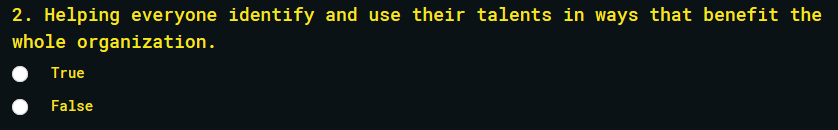 2. Helping everyone identify and use their talents in ways that benefit the
whole organization.
True
False